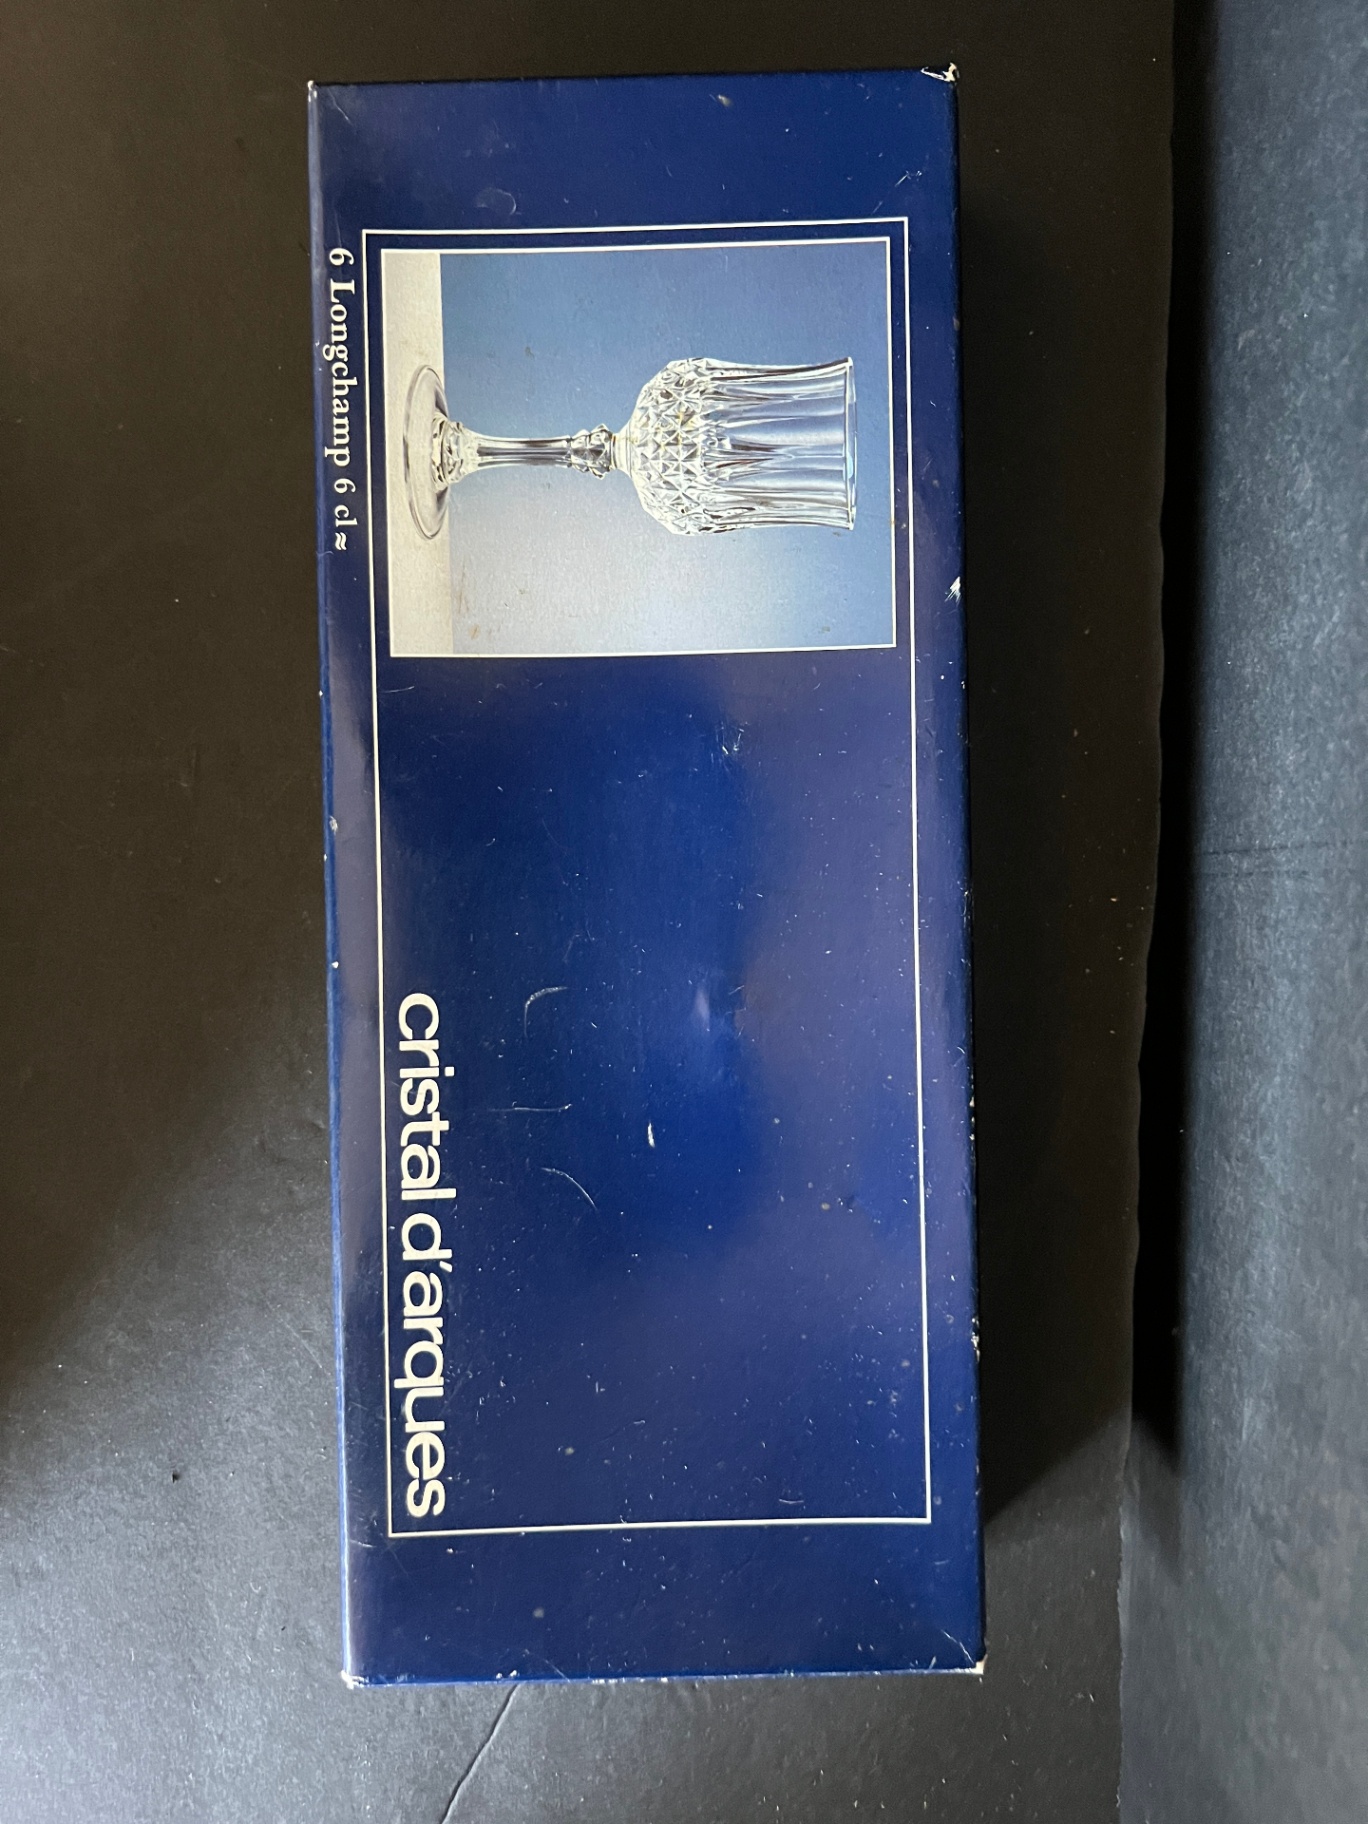 6 Longchamp 6 cl ≈
cristal d'arques